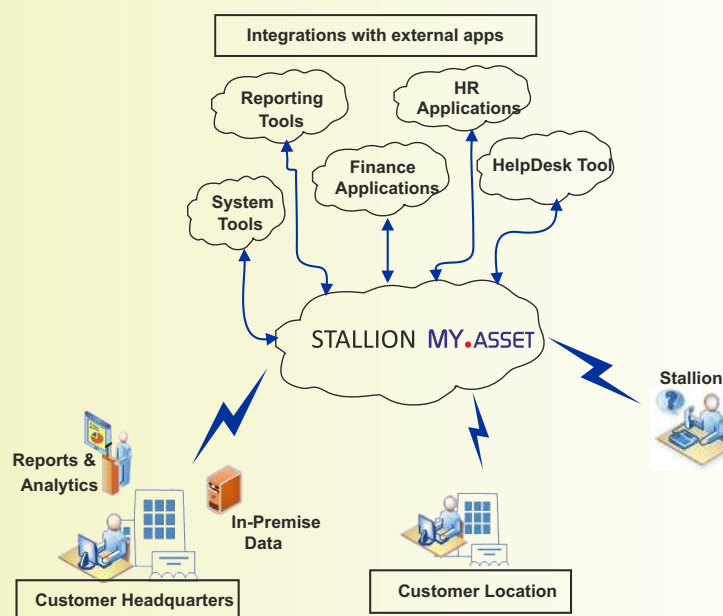 Integrations with external apps
Reporting
Tools
HR
Applications
Finance
Applications
HelpDesk Tool
System
Tools
STALLION MY.ASSET
Stallion
Reports &
Analytics
In-Premise
Data
Customer Headquarters
Customer Location